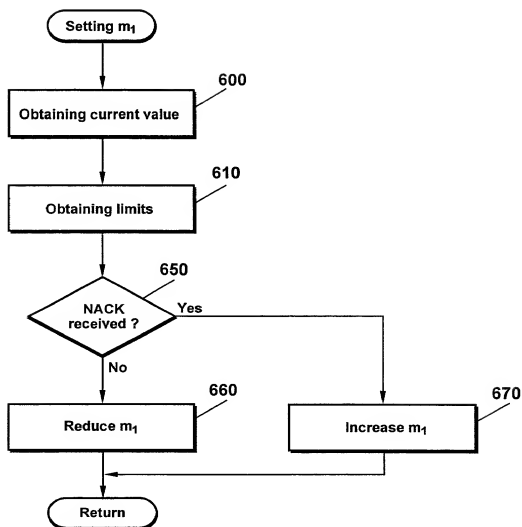 Setting m₁
600
Obtaining current value
610
Obtaining limits
650
NACK
received ?
Yes
No
660
Reduce m₁
670
Increase m₁
Return